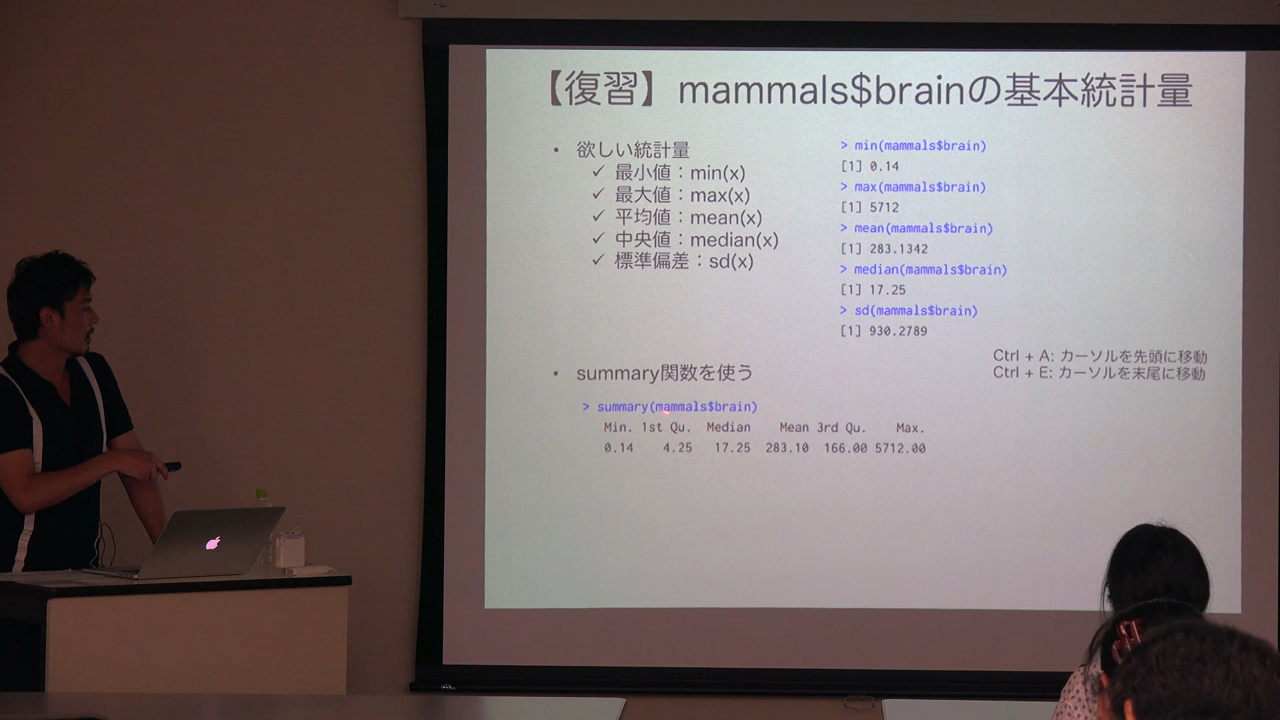 【復習】mammals$brainの基本統計量
• 欲しい統計量
✓ 最小値：min(x)
✓ 最大値：max(x)
✓ 平均値：mean(x)
✓ 中央値：median(x)
✓ 標準偏差：sd(x)
> min(mammals$brain)
[1] 0.14
> max(mammals$brain)
[1] 5712
> mean(mammals$brain)
[1] 283.1342
> median(mammals$brain)
[1] 17.25
> sd(mammals$brain)
[1] 930.2789
Ctrl + A: カーソルを先頭に移動
Ctrl + E: カーソルを末尾に移動
• summary関数を使う
> summary(mammals$brain)
Min. 1st Qu. Median Mean 3rd Qu. Max.
0.14 4.25 17.25 283.10 166.00 5712.00